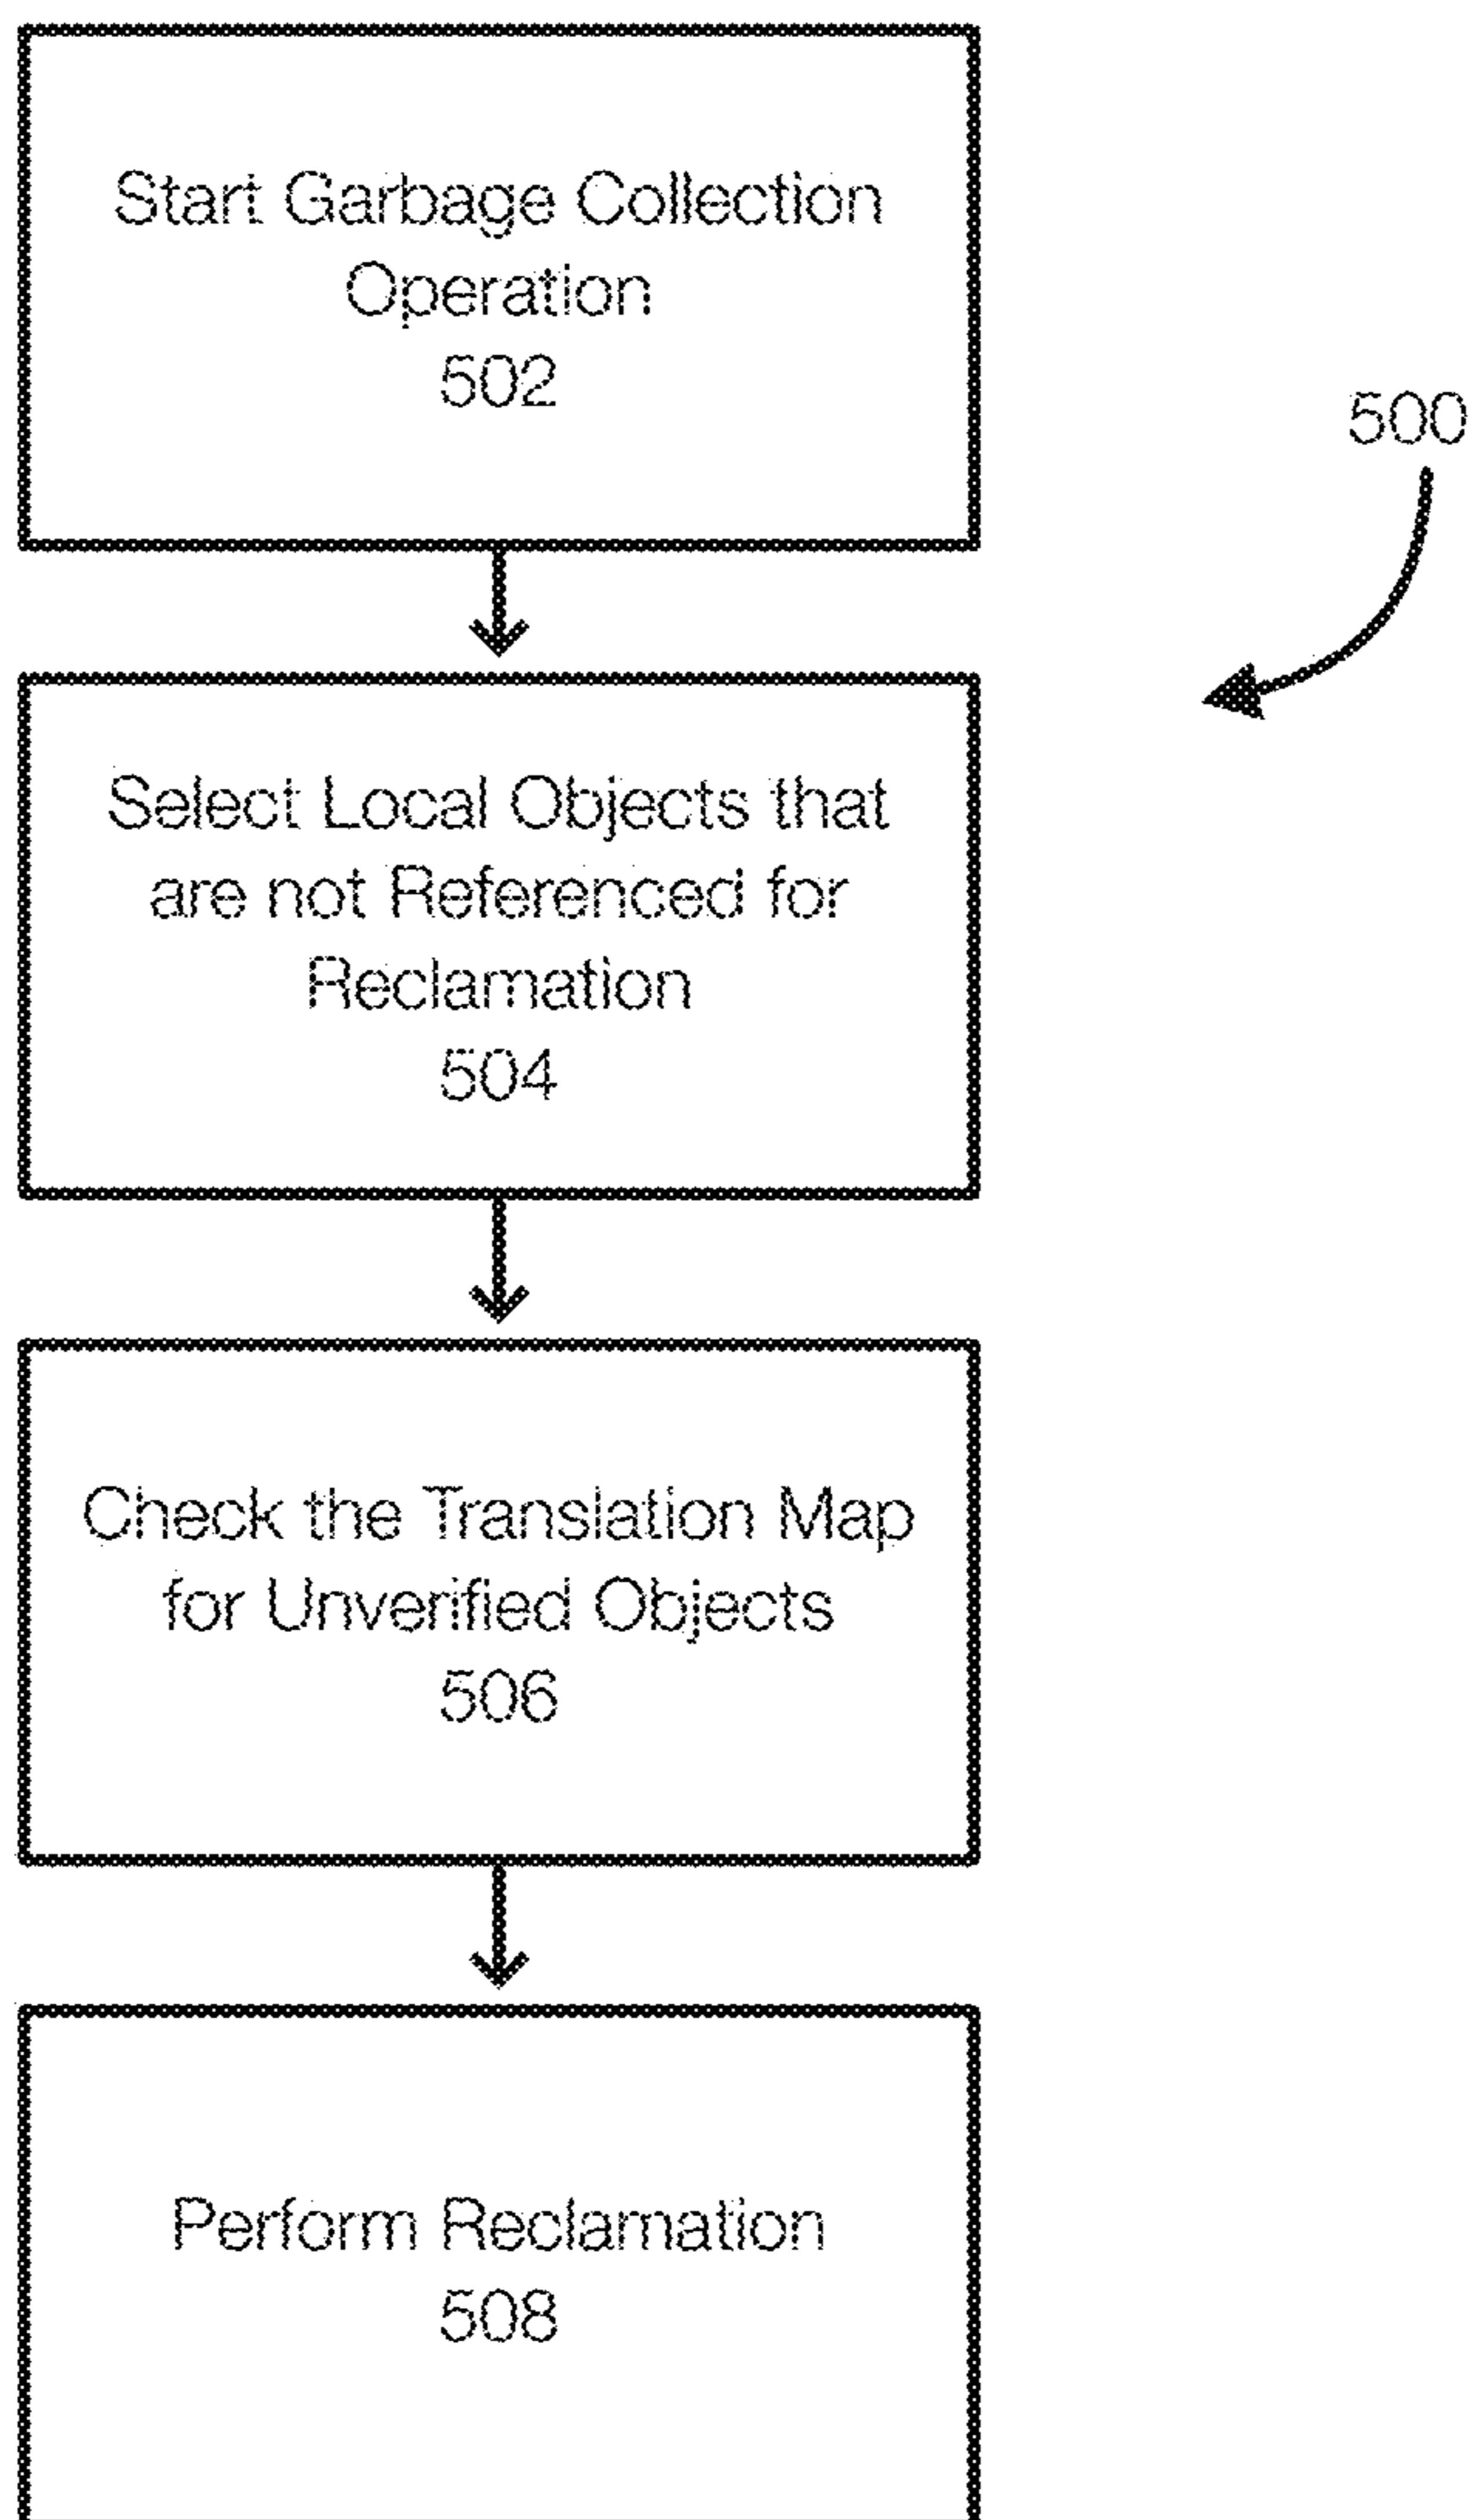 Start Garbage Collection
Operation
502
500
Select Local Objects that
are not Referenced for
Reclamation
504
Check the Translation Map
for Unverified Objects
506
Perform Reclamation
508